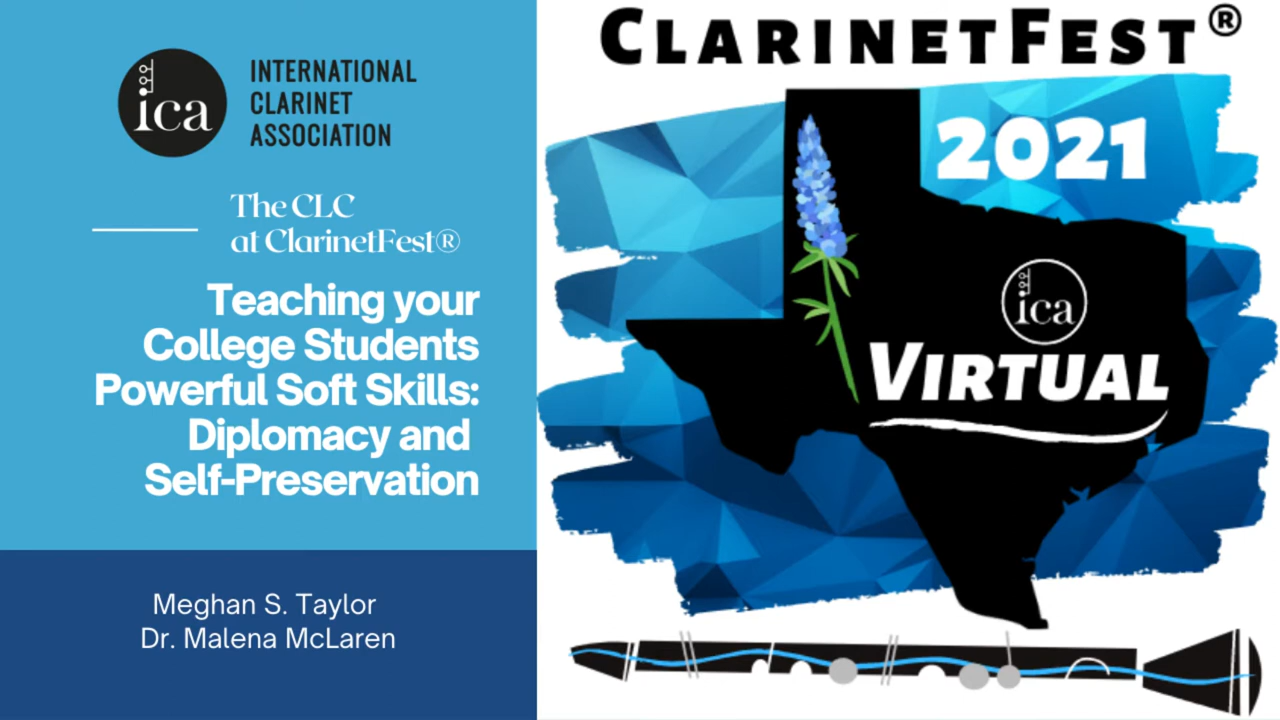 ica
INTERNATIONAL
CLARINET
ASSOCIATION
The CLC
at ClarinetFest®
Teaching your
College Students
Powerful Soft Skills:
Diplomacy and
Self-Preservation
Meghan S. Taylor
Dr. Malena McLaren
CLARINETFEST®
2021
ica
VIRTUAL